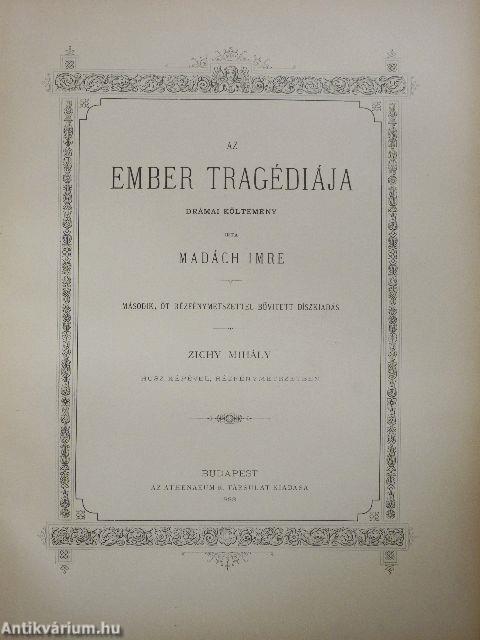 AZ
EMBER TRAGÉDIÁJA
DRÁMAI KÖLTEMÉNY
IRTA
MADÁCH IMRE
MÁSODIK, ÖT RÉZFÉNYMETSZETTEL BŐVITETT DÍSZKIADÁS
ZICHY MIHÁLY
HUSZ KÉPÉVEL, RÉZFÉNYMETSZETBEN
BUDAPEST
AZ ATHENAEUM R. TÁRSULAT KIADÁSA
Antikvárium.hu